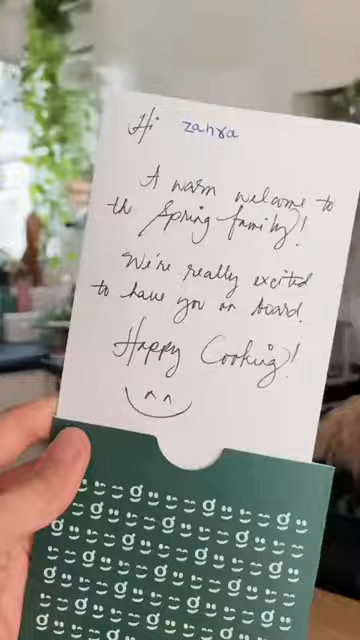 Hi zahra
A warm welcome to
the Spring family!
We're really excited
to have you on board.
Happy Cooking!